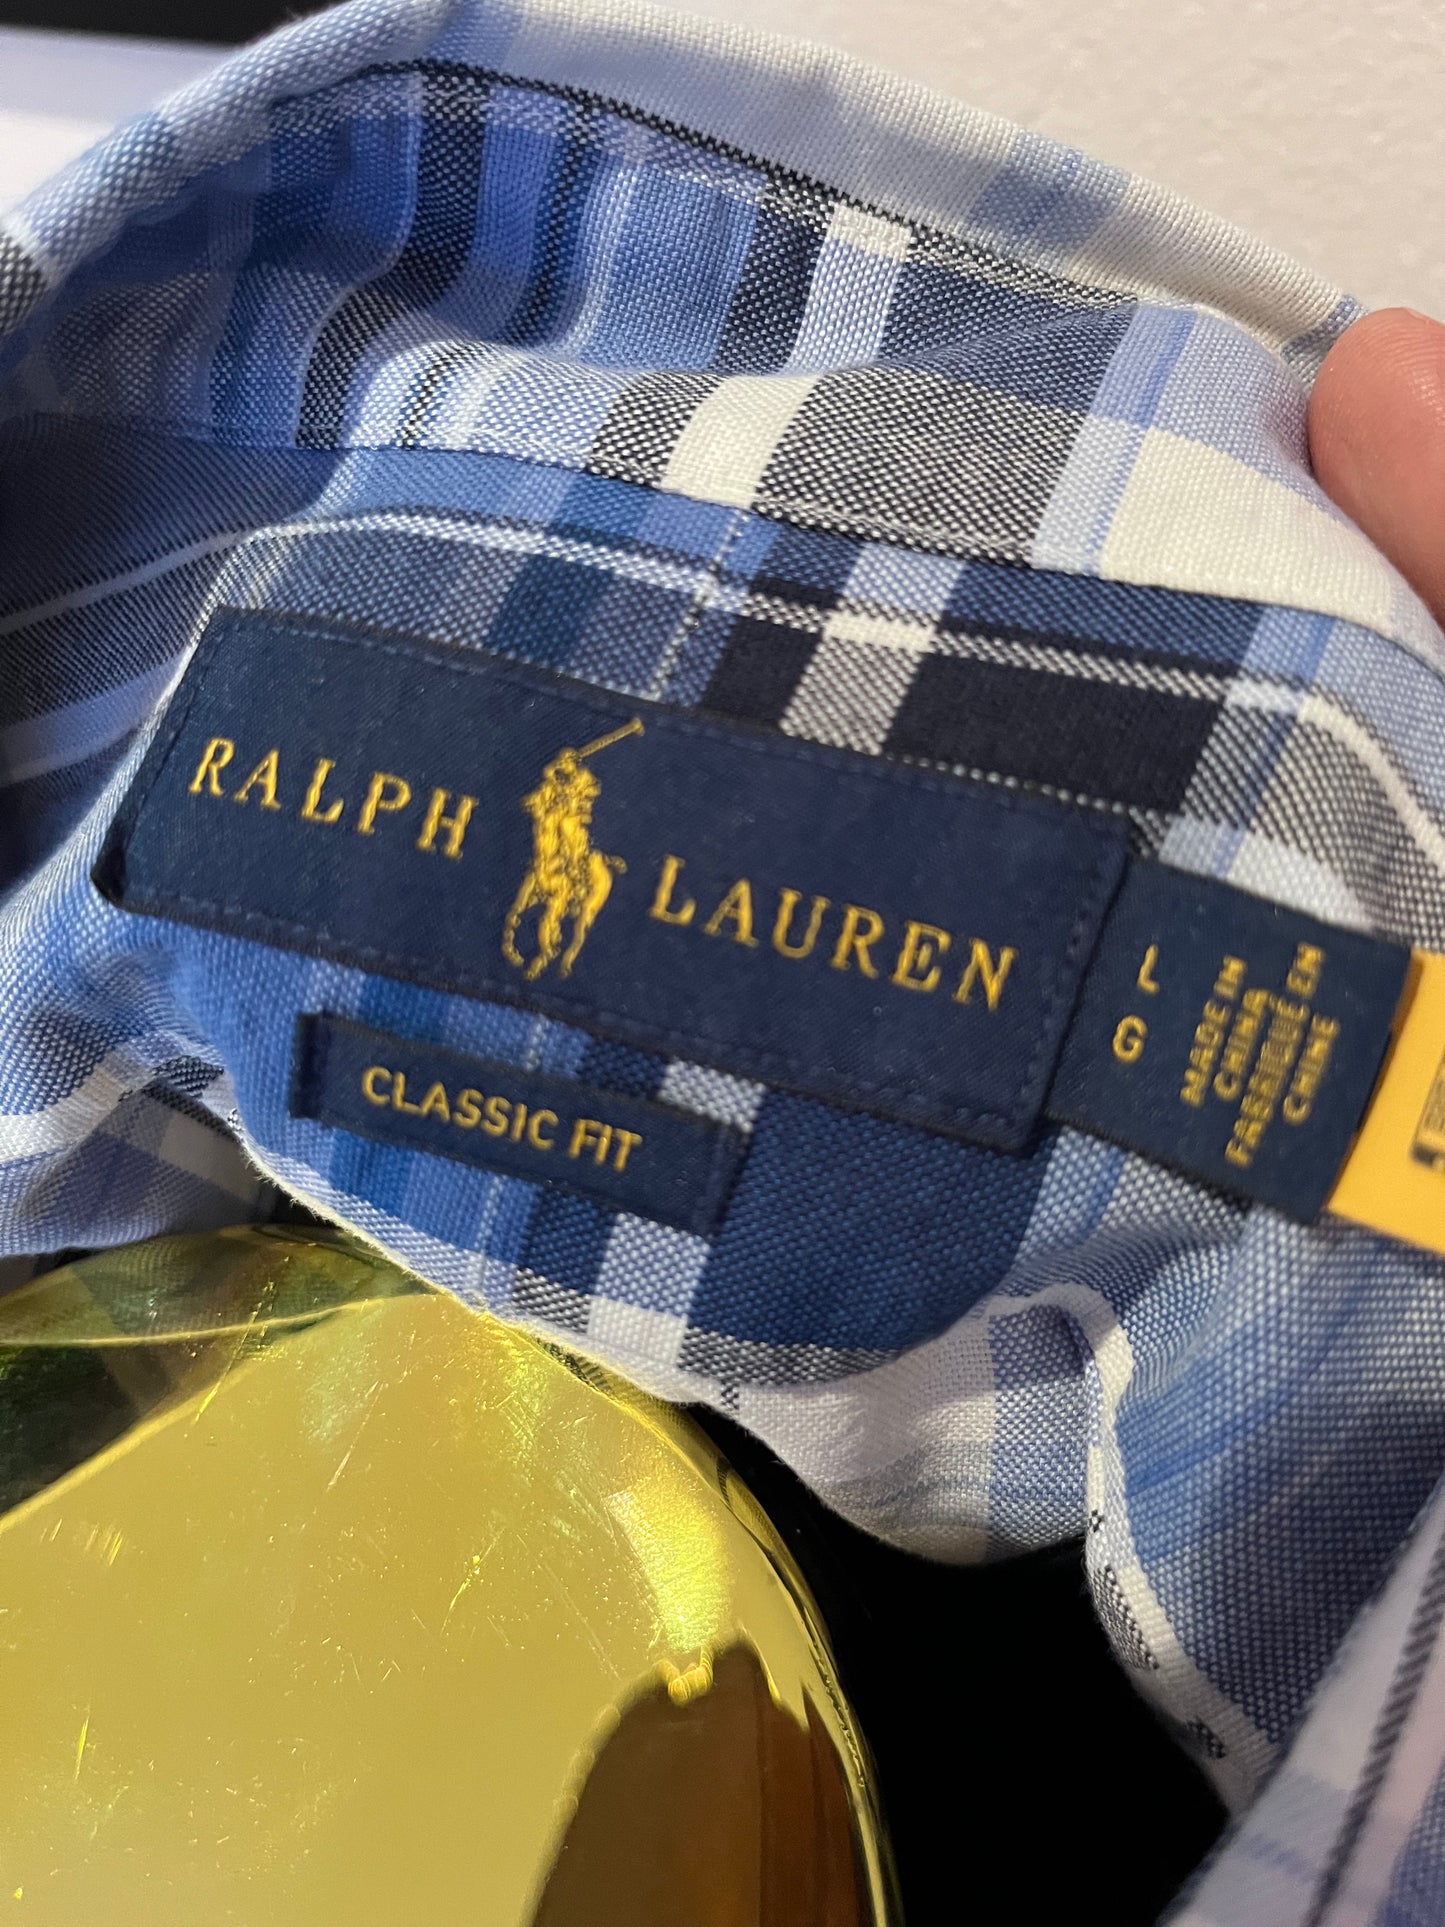 RALPH LAUREN
CLASSIC FIT
L
G
MADE IN
CHINA
FABRIQUÉ EN
CHINE